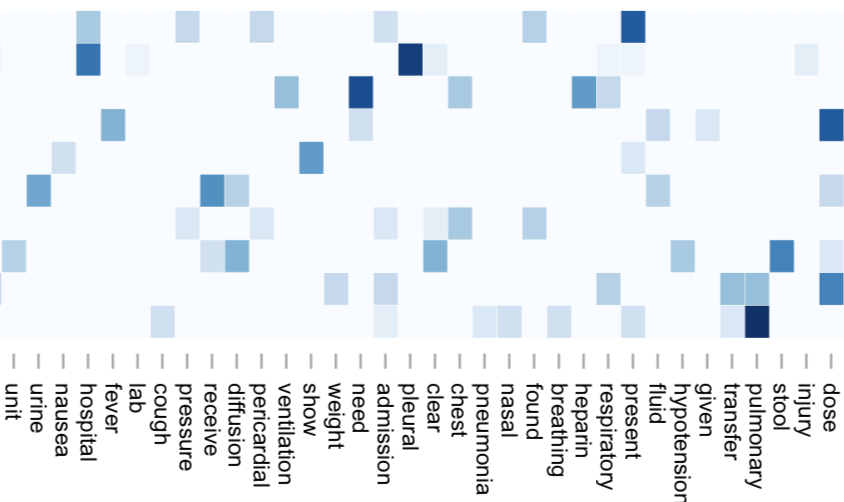 unit
urine
nausea
hospital
fever
lab
cough
pressure
receive
diffusion
pericardial
ventilation
show
weight
need
admission
pleural
clear
chest
pneumonia
nasal
found
breathing
heparin
respiratory
present
fluid
hypotension
given
transfer
pulmonary
stool
injury
dose